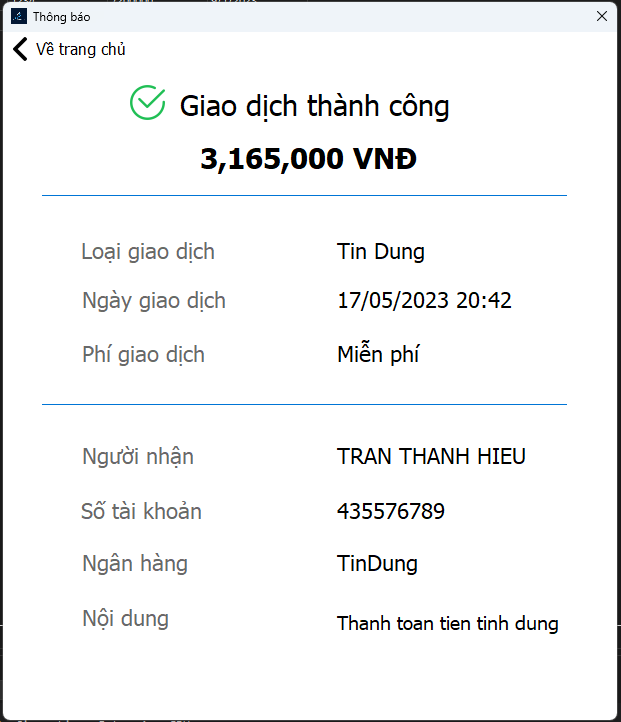 Thông báo
Về trang chủ
Giao dịch thành công
3,165,000 VNĐ
Loại giao dịch Tin Dung
Ngày giao dịch 17/05/2023 20:42
Phí giao dịch Miễn phí
Người nhận TRAN THANH HIEU
Số tài khoản 435576789
Ngân hàng TinDung
Nội dung Thanh toan tien tinh dung